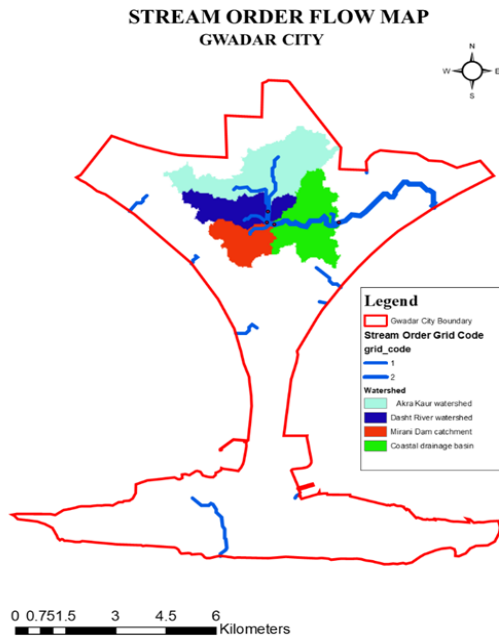 STREAM ORDER FLOW MAP
GWADAR CITY
N
W E
S
Legend
Gwadar City Boundary
Stream Order Grid Code
grid_code
1
2
Watershed
Akra Kaur watershed
Dasht River watershed
Mirani Dam catchment
Coastal drainage basin
0 0.751.5 3 4.5 6
Kilometers